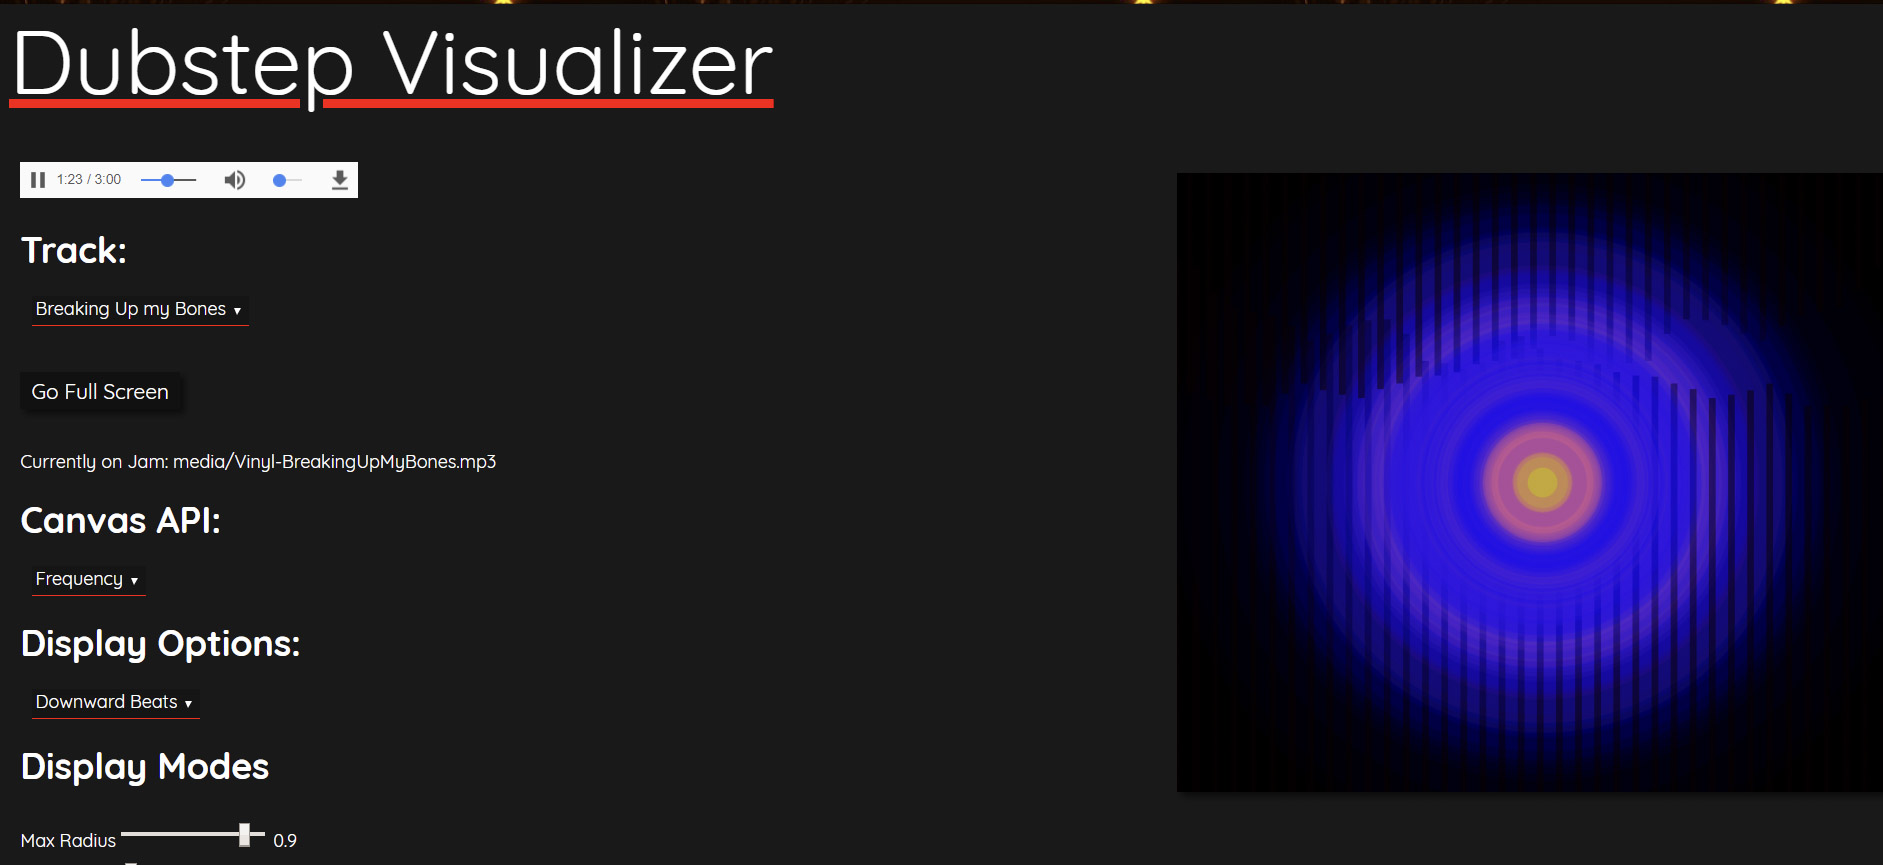 Dubstep Visualizer
1:23 / 3:00
Track:
Breaking Up my Bones
Go Full Screen
Currently on Jam: media/Vinyl-BreakingUpMyBones.mp3
Canvas API:
Frequency
Display Options:
Downward Beats
Display Modes
Max Radius 0.9